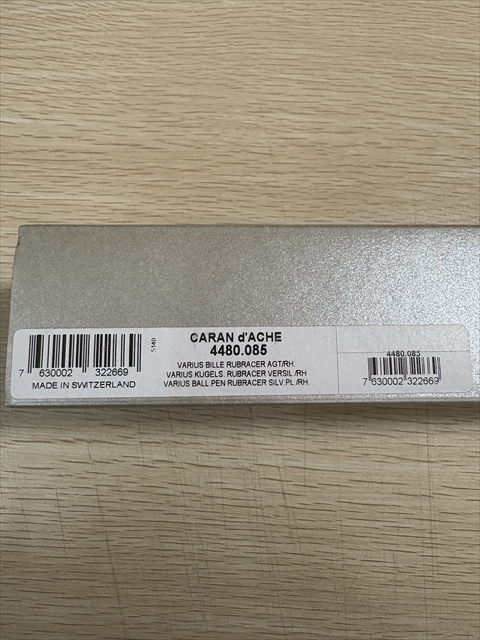 CARAN d'ACHE
4480.085
5140
7 630002 322669
MADE IN SWITZERLAND
VARIUS BILLE RUBRACER AGT/RH
VARIUS KUGELS. RUBRACER VERSIL./RH
VARIUS BALL PEN RUBRACER SILV.PL./RH.
4480.085
7 630002 322669